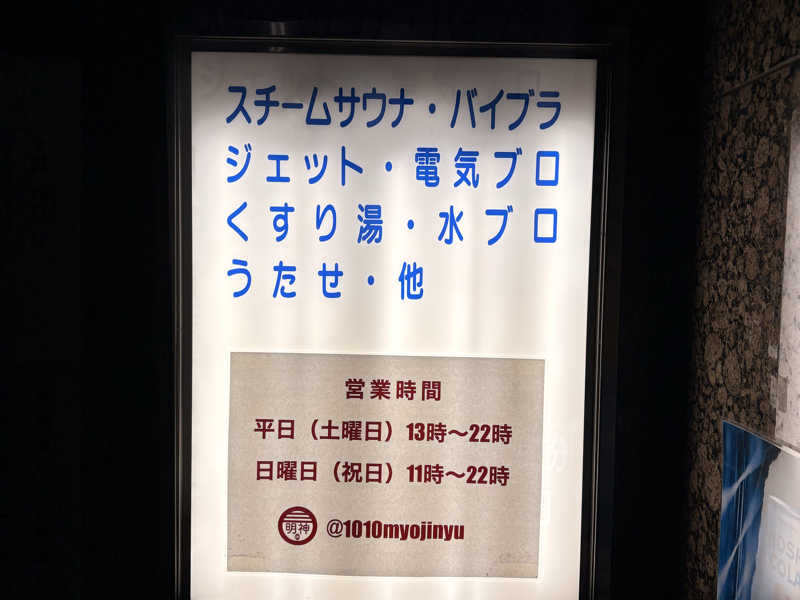 スチームサウナ・バイブラ
ジェット・電気ブロ
くすり湯・水ブロ
うたせ・他
営業時間
平日（土曜日）13時～22時
日曜日（祝日）11時～22時
明神
@1010myojinyu